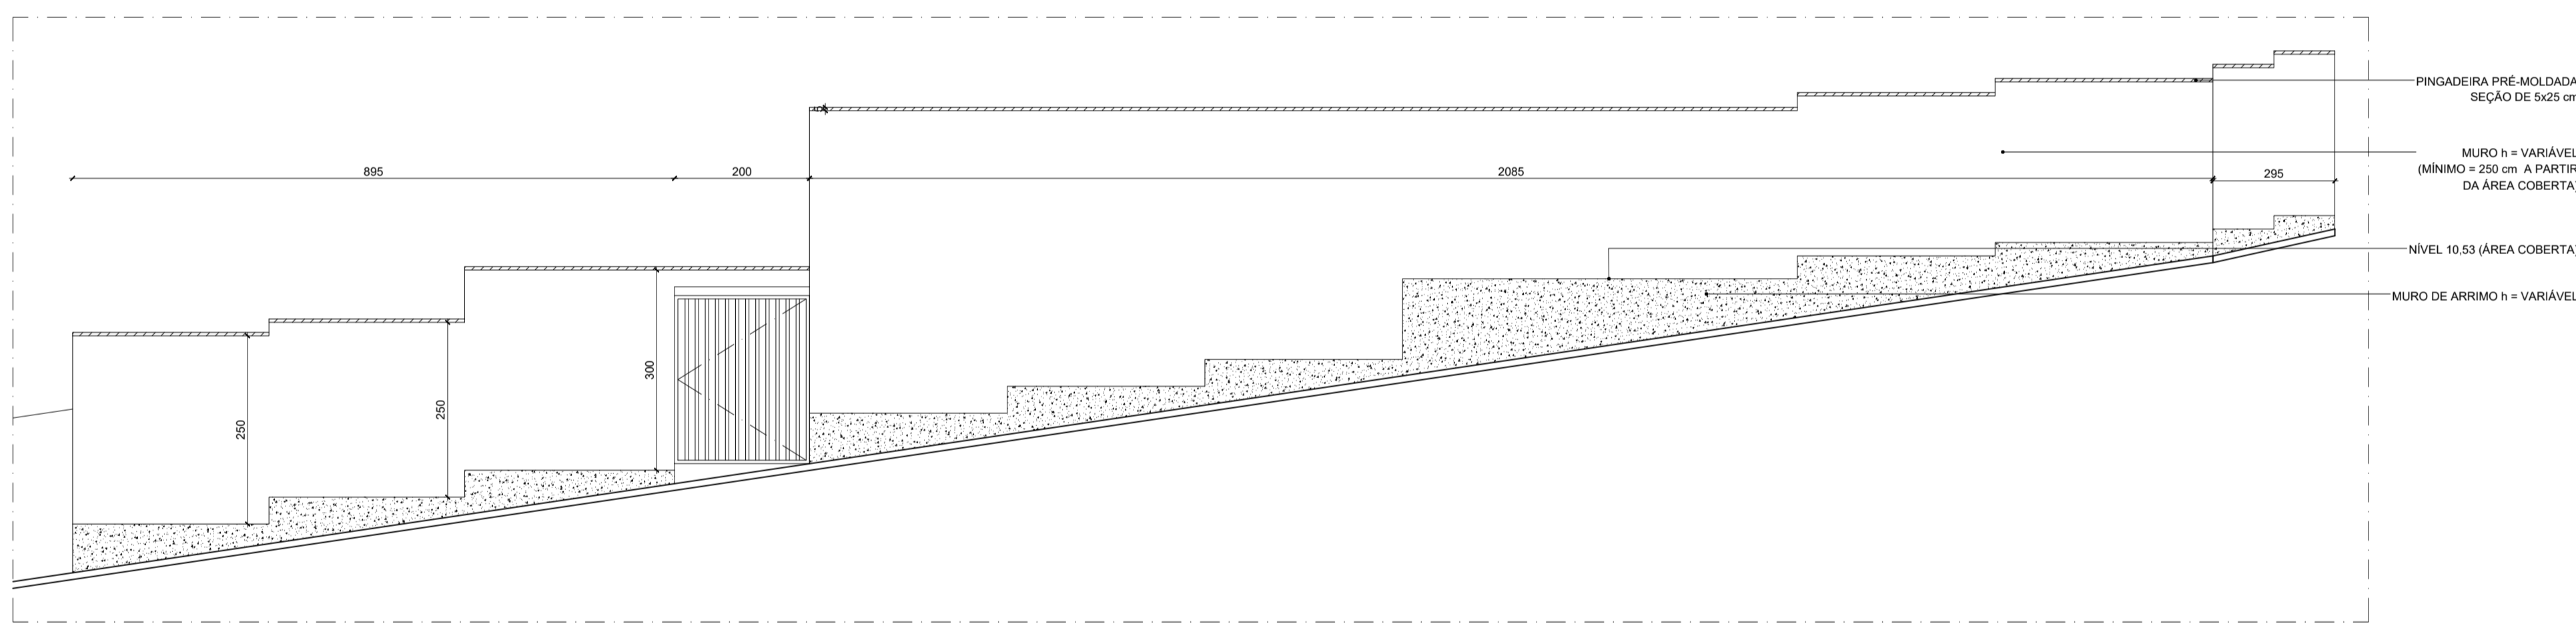 PINGADEIRA PRÉ-MOLDADA
SEÇÃO DE 5x25 cm
5
MURO h = VARIÁVEL
(MÍNIMO = 250 cm A PARTIR
DA ÁREA COBERTA)
895
200
2085
295
NÍVEL 10,53 (ÁREA COBERTA)
MURO DE ARRIMO h = VARIÁVEL
300
250
250